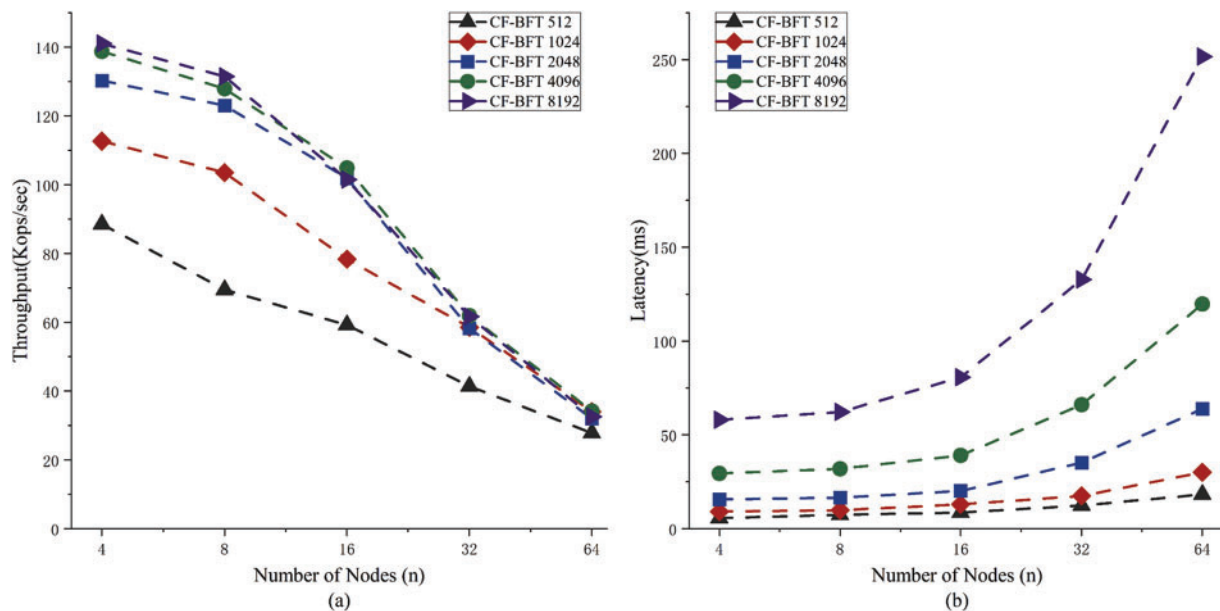 CF-BFT 512
CF-BFT 1024
CF-BFT 2048
CF-BFT 4096
CF-BFT 8192
140
120
100
80
60
40
20
0
Throughput(Kops/sec)
4 8 16 32 64
Number of Nodes (n)
(a)
CF-BFT 512
CF-BFT 1024
CF-BFT 2048
CF-BFT 4096
CF-BFT 8192
250
200
150
100
50
0
Latency(ms)
4 8 16 32 64
Number of Nodes (n)
(b)